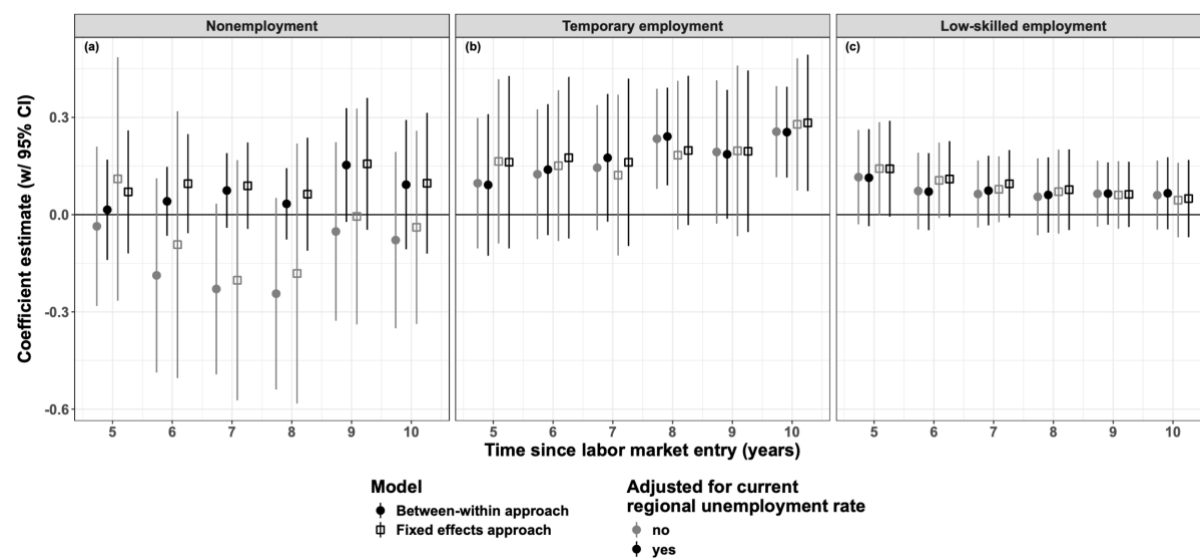 Nonemployment
Temporary employment
Low-skilled employment
(a)
(b)
(c)
Coefficient estimate (w/ 95% CI)
0.3
0.0
-0.3
-0.6
5 6 7 8 9 10
5 6 7 8 9 10
5 6 7 8 9 10
Time since labor market entry (years)
Model
Between-within approach
Fixed effects approach
Adjusted for current
regional unemployment rate
no
yes